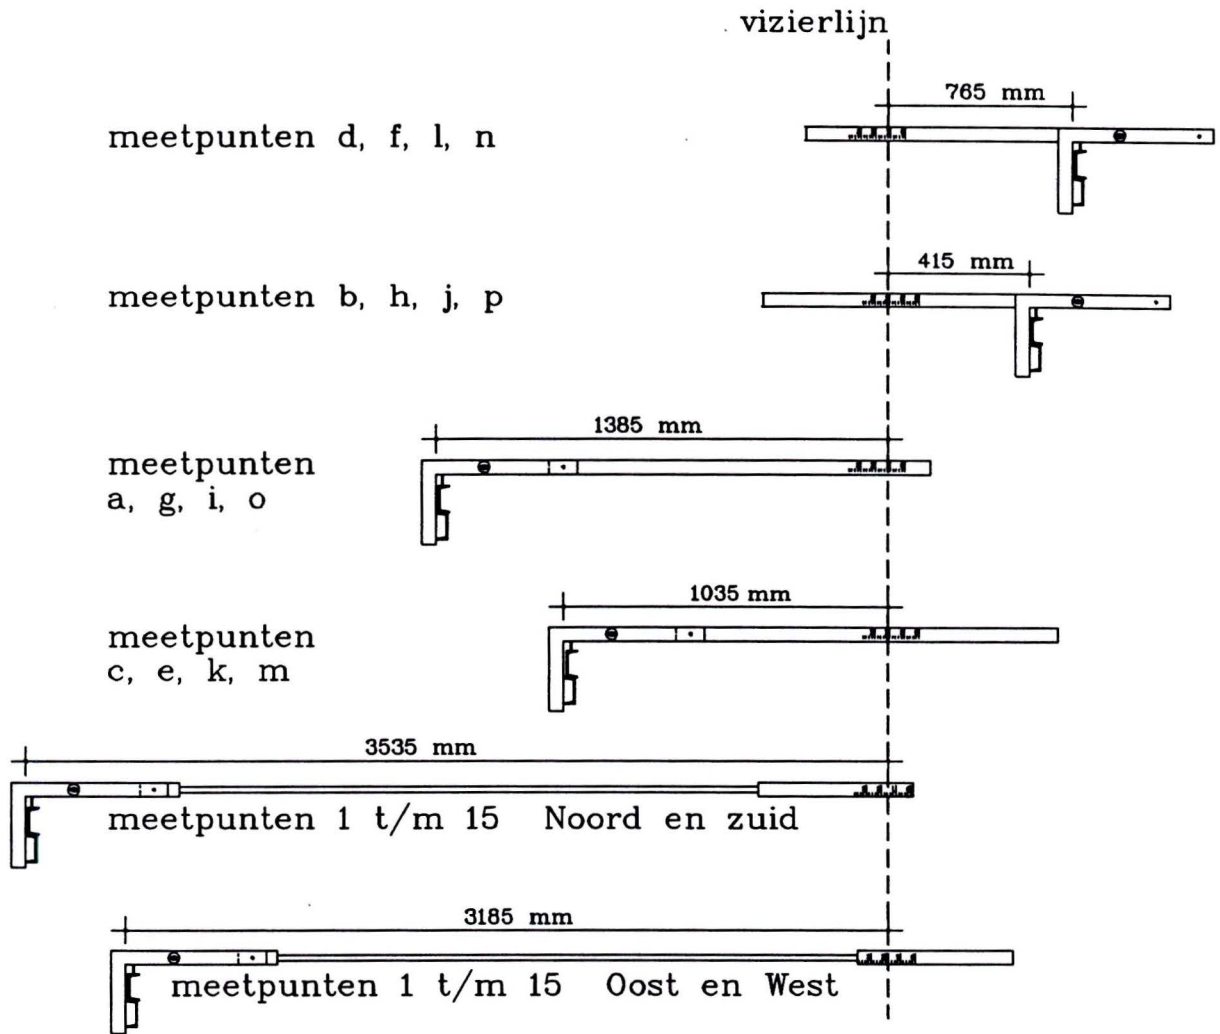 vizierlijn
765 mm
meetpunten d, f, l, n
415 mm
meetpunten b, h, j, p
1385 mm
meetpunten
a, g, i, o
1035 mm
meetpunten
c, e, k, m
3535 mm
meetpunten 1 t/m 15 Noord en zuid
3185 mm
meetpunten 1 t/m 15 Oost en West